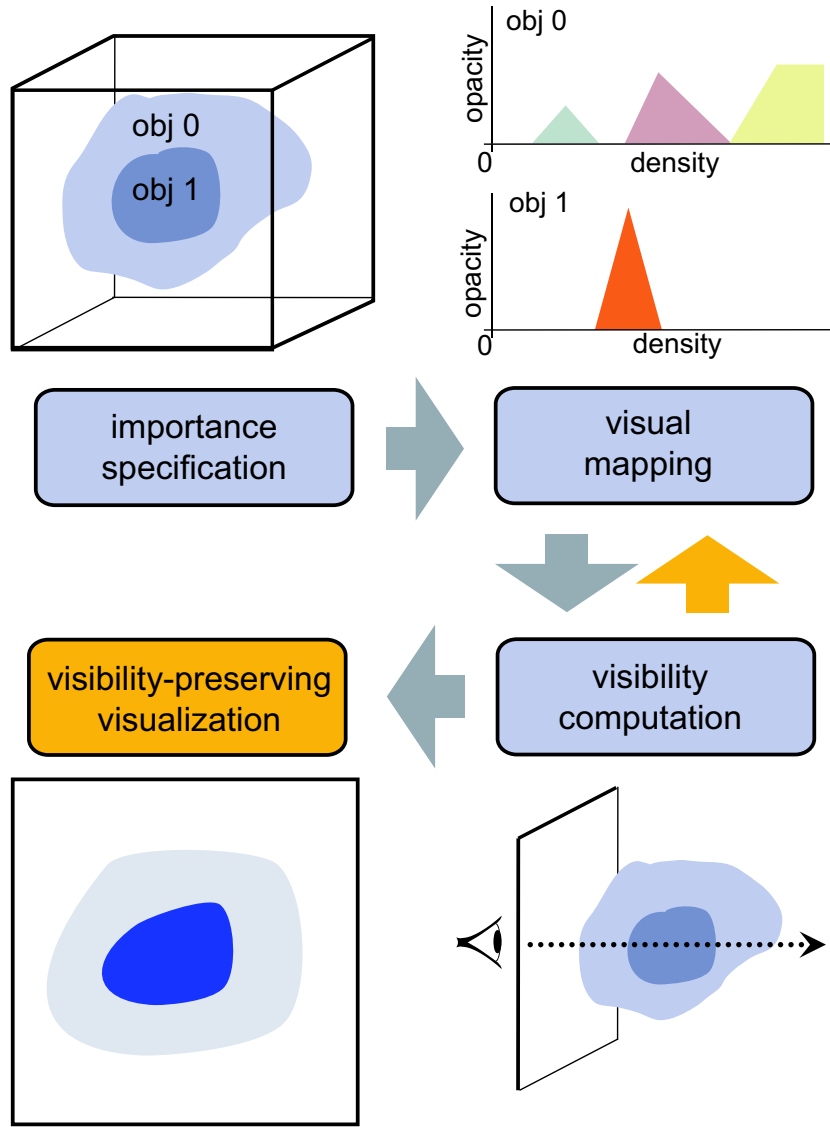 obj 0
obj 1
obj 0
opacity
0
density
obj 1
opacity
0
density
importance
specification
visual
mapping
visibility-preserving
visualization
visibility
computation